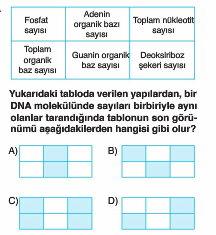 Fosfat sayısı
Adenin organik bazı sayısı
Toplam nükleotit sayısı
Toplam organik baz sayısı
Guanin organik baz sayısı
Deoksiriboz şekeri sayısı
Yukarıdaki tabloda verilen yapılardan, bir
DNA molekülünde sayıları birbiriyle aynı
olanlar tarandığında tablonun son görü-
nümü aşağıdakilerden hangisi gibi olur?
A)
B)
C)
D)